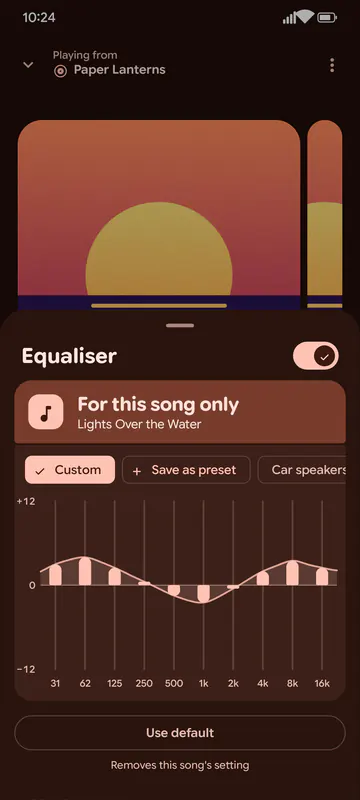 10:24
Playing from
Paper Lanterns
Equaliser
For this song only
Lights Over the Water
Custom
Save as preset
Car speakers
+12
0
−12
31 62 125 250 500 1k 2k 4k 8k 16k
Use default
Removes this song's setting